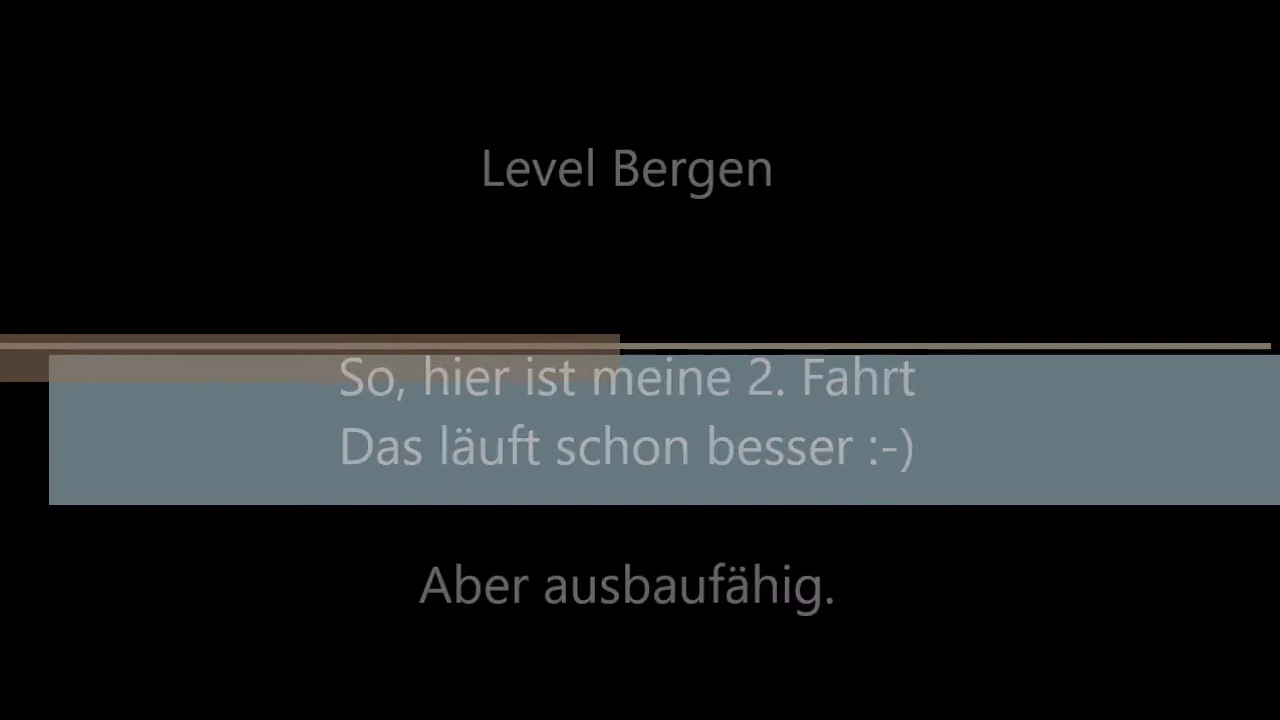 Level Bergen
So, hier ist meine 2. Fahrt
Das läuft schon besser :-)
Aber ausbaufähig.